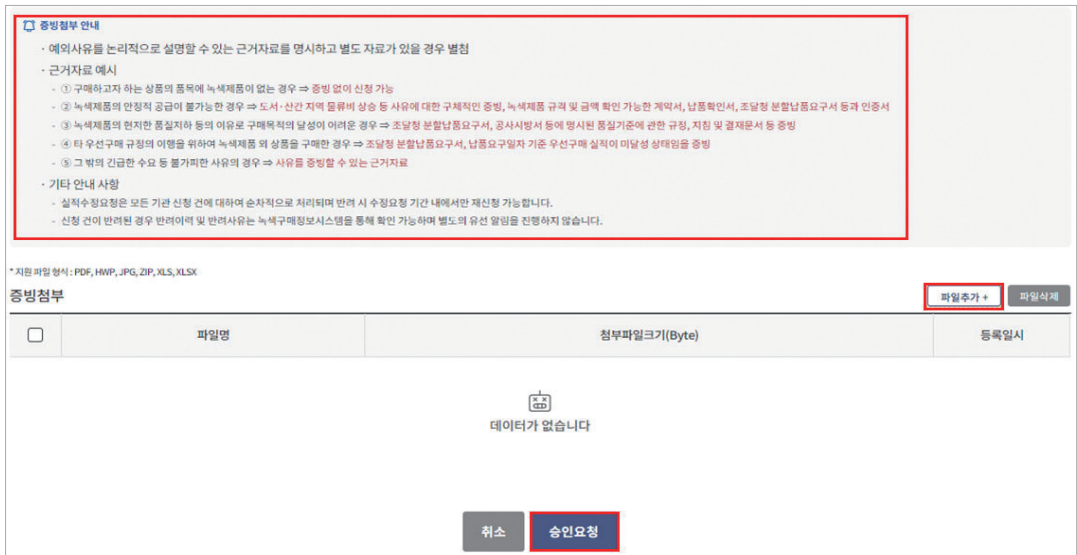 증빙첨부 안내
· 예외사유를 논리적으로 설명할 수 있는 근거자료를 명시하고 별도 자료가 있을 경우 별첨
· 근거자료 예시
- ① 구매하고자 하는 상품의 품목에 녹색제품이 없는 경우 ⇒ 증빙 없이 신청 가능
- ② 녹색제품의 안정적 공급이 불가능한 경우 ⇒ 도서·산간 지역 물류비 상승 등 사유에 대한 구체적인 증빙, 녹색제품 규격 및 금액 확인 가능한 계약서, 납품확인서, 조달청 분할납품요구서 등과 인증서
- ③ 녹색제품의 현저한 품질저하 등의 이유로 구매목적의 달성이 어려운 경우 ⇒ 조달청 분할납품요구서, 공사시방서 등에 명시된 품질기준에 관한 규정, 지침 및 결재문서 등 증빙
- ④ 타 우선구매 규정의 이행을 위하여 녹색제품 외 상품을 구매한 경우 ⇒ 조달청 분할납품요구서, 납품요구일자 기준 우선구매 실적이 미달성 상태임을 증빙
- ⑤ 그 밖의 긴급한 수요 등 불가피한 사유의 경우 ⇒ 사유를 증빙할 수 있는 근거자료
· 기타 안내 사항
- 실적수정요청은 모든 기관 신청 건에 대하여 순차적으로 처리되며 반려 시 수정요청 기간 내에서만 재신청 가능합니다.
- 신청 건이 반려된 경우 반려이력 및 반려사유는 녹색구매정보시스템을 통해 확인 가능하며 별도의 유선 알림을 진행하지 않습니다.
* 지원 파일 형식 : PDF, HWP, JPG, ZIP, XLS, XLSX
증빙첨부 파일추가 + 파일삭제
파일명 첨부파일크기(Byte) 등록일시
데이터가 없습니다
취소 승인요청